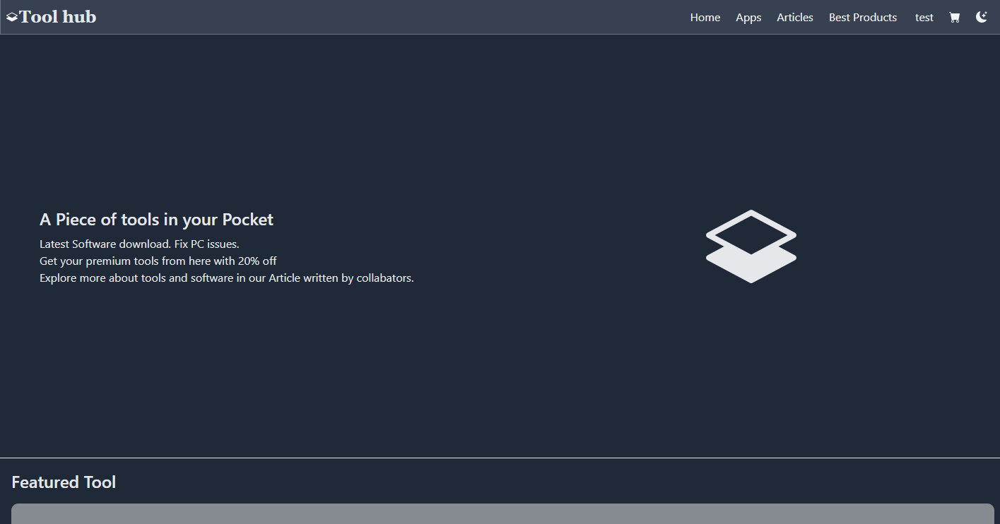 Tool hub
Home Apps Articles Best Products test
A Piece of tools in your Pocket
Latest Software download. Fix PC issues.
Get your premium tools from here with 20% off
Explore more about tools and software in our Article written by collabators.
Featured Tool